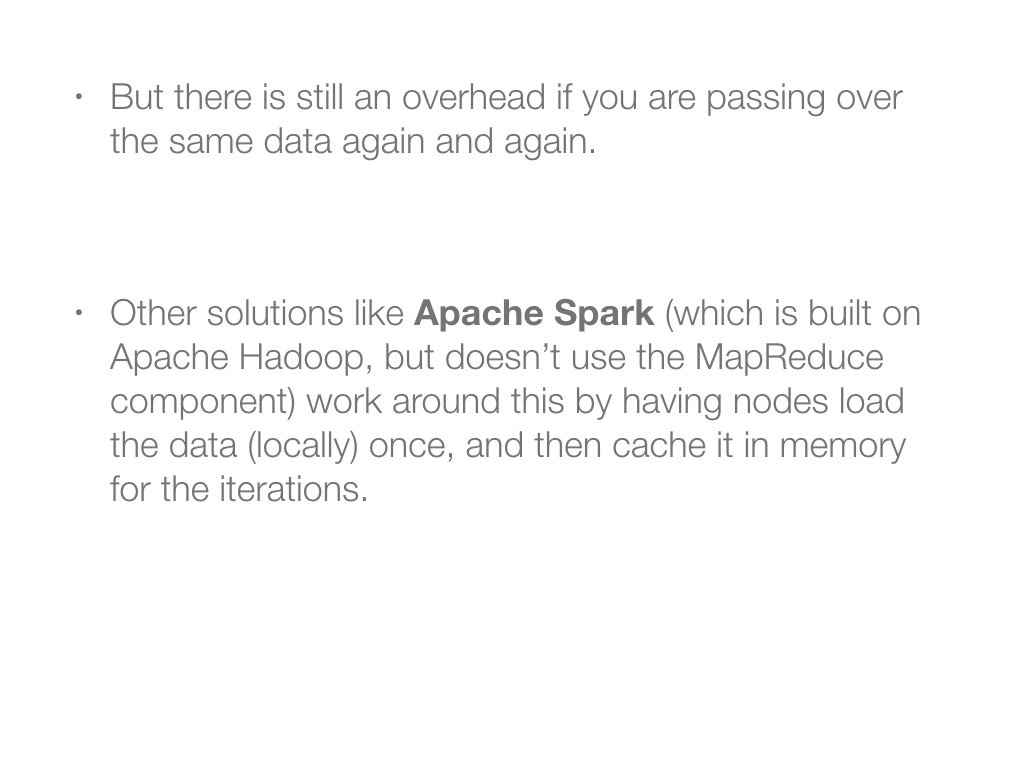 • But there is still an overhead if you are passing over
the same data again and again.
• Other solutions like Apache Spark (which is built on
Apache Hadoop, but doesn’t use the MapReduce
component) work around this by having nodes load
the data (locally) once, and then cache it in memory
for the iterations.